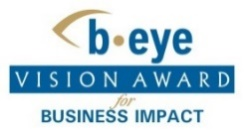 b•eye
VISION AWARD
for
BUSINESS IMPACT